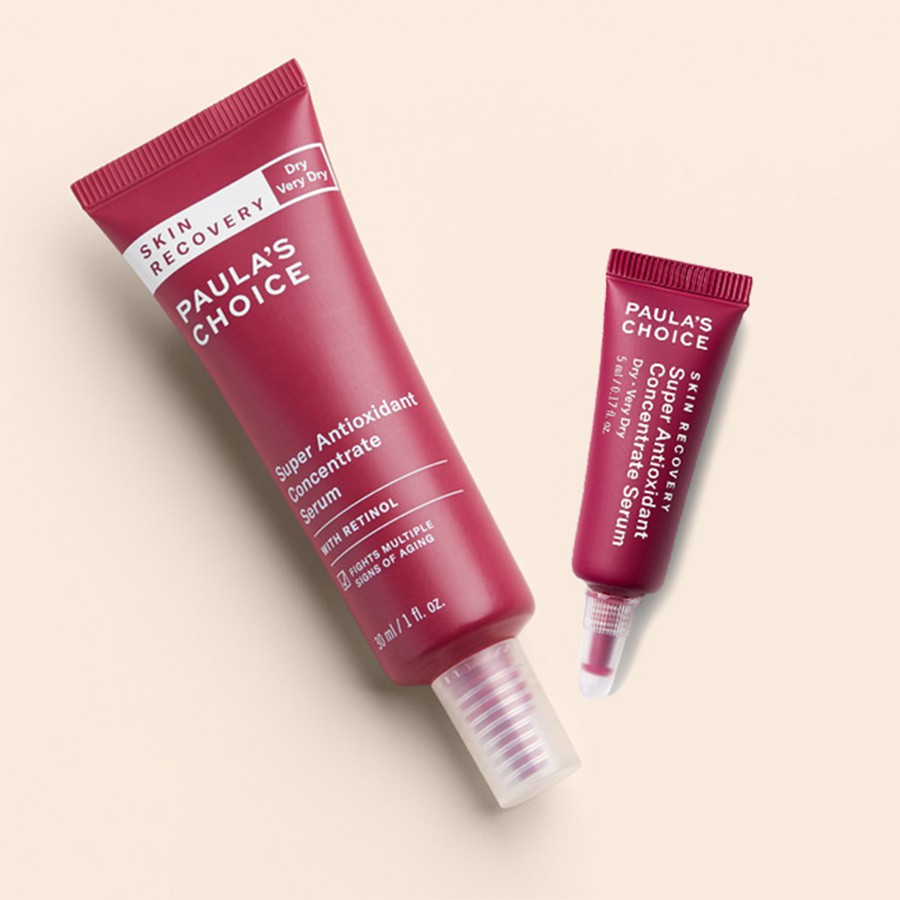 SKIN
RECOVERY
Dry
Very Dry
PAULA'S
CHOICE
Super Antioxidant
Concentrate
Serum
WITH RETINOL
FIGHTS MULTIPLE
SIGNS OF AGING
30 ml / 1 fl. oz.
PAULA'S
CHOICE
SKIN RECOVERY
Super Antioxidant
Concentrate Serum
Dry · Very Dry
5 ml / 0.17 fl. oz.